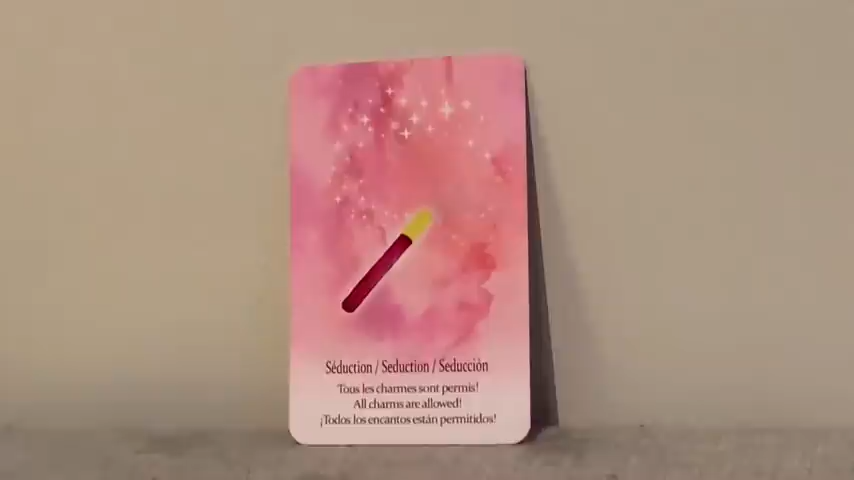 Séduction / Seduction / Seducción
Tous les charmes sont permis!
All charms are allowed!
¡Todos los encantos están permitidos!